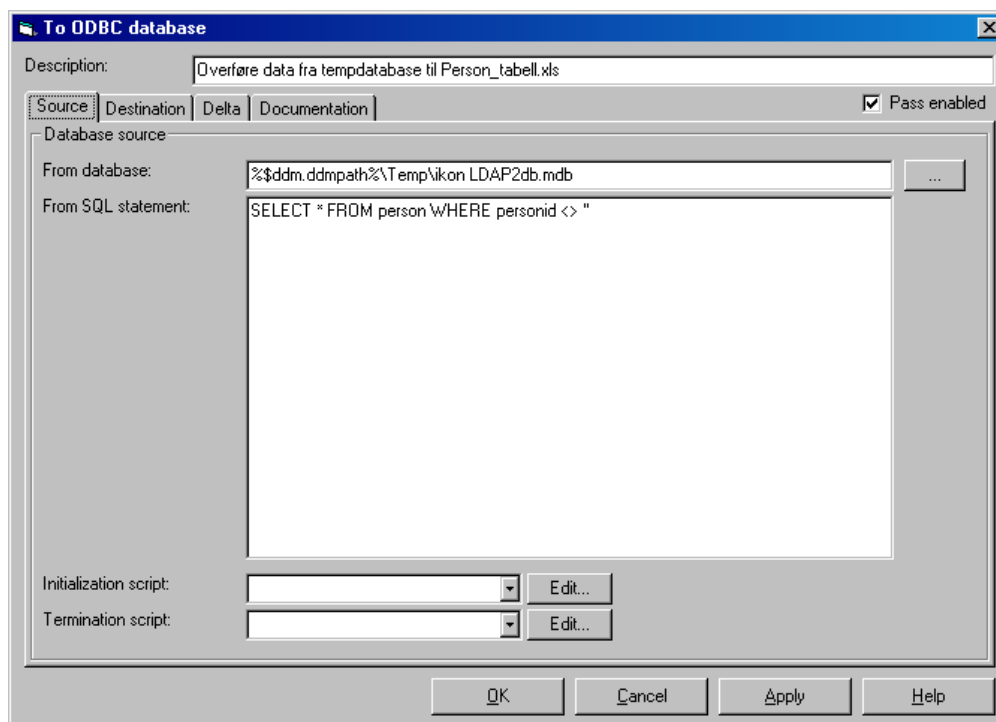 To ODBC database
Description: Overføre data fra tempdatabase til Person_tabell.xls
Source Destination Delta Documentation Pass enabled
Database source
From database: %$ddm.ddmpath%\Temp\ikon LDAP2db.mdb ...
From SQL statement: SELECT * FROM person WHERE personid <> ''
Initialization script: Edit...
Termination script: Edit...
OK Cancel Apply Help